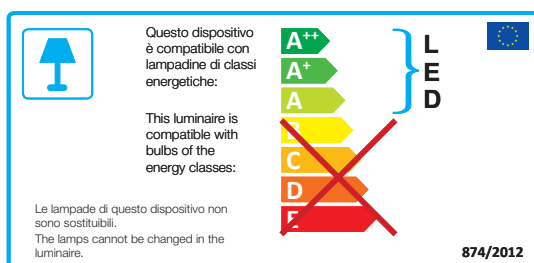 Questo dispositivo
è compatibile con
lampadine di classi
energetiche:
This luminaire is
compatible with
bulbs of the
energy classes:
A++
A+
A
B
C
D
E
L
E
D
Le lampade di questo dispositivo non
sono sostituibili.
The lamps cannot be changed in the
luminaire.
874/2012